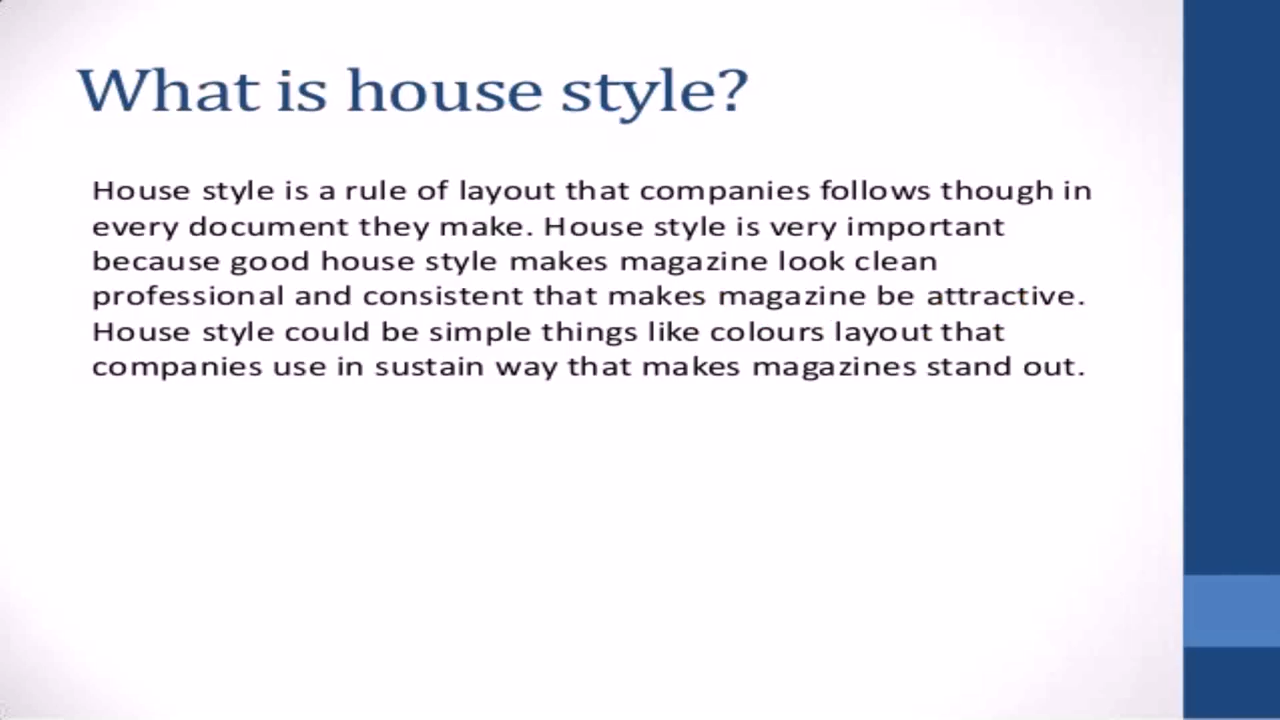 What is house style?
House style is a rule of layout that companies follows though in
every document they make. House style is very important
because good house style makes magazine look clean
professional and consistent that makes magazine be attractive.
House style could be simple things like colours layout that
companies use in sustain way that makes magazines stand out.